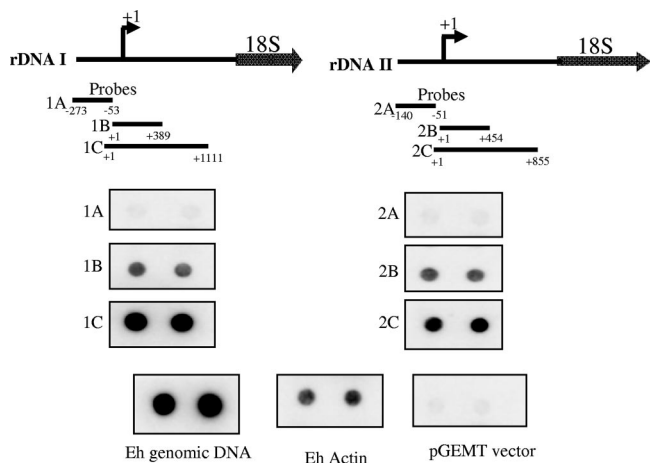 +1
18S
rDNA I
Probes
1A
-273 -53
1B
+1 +389
1C
+1 +1111
+1
18S
rDNA II
Probes
2A
-140 -51
2B
+1 +454
2C
+1 +855
1A
1B
1C
2A
2B
2C
Eh genomic DNA
Eh Actin
pGEMT vector